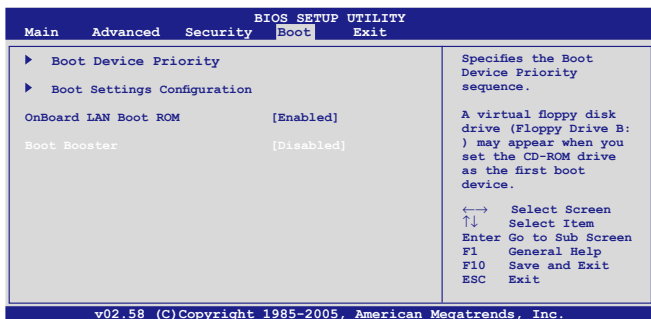 BIOS SETUP UTILITY
Main Advanced Security Boot Exit
Boot Device Priority
Boot Settings Configuration
OnBoard LAN Boot ROM [Enabled]
Boot Booster [Disabled]
Specifies the Boot
Device Priority
sequence.
A virtual floppy disk
drive (Floppy Drive B:
) may appear when you
set the CD-ROM drive
as the first boot
device.
←→ Select Screen
↑↓ Select Item
Enter Go to Sub Screen
F1 General Help
F10 Save and Exit
ESC Exit
v02.58 (C)Copyright 1985-2005, American Megatrends, Inc.